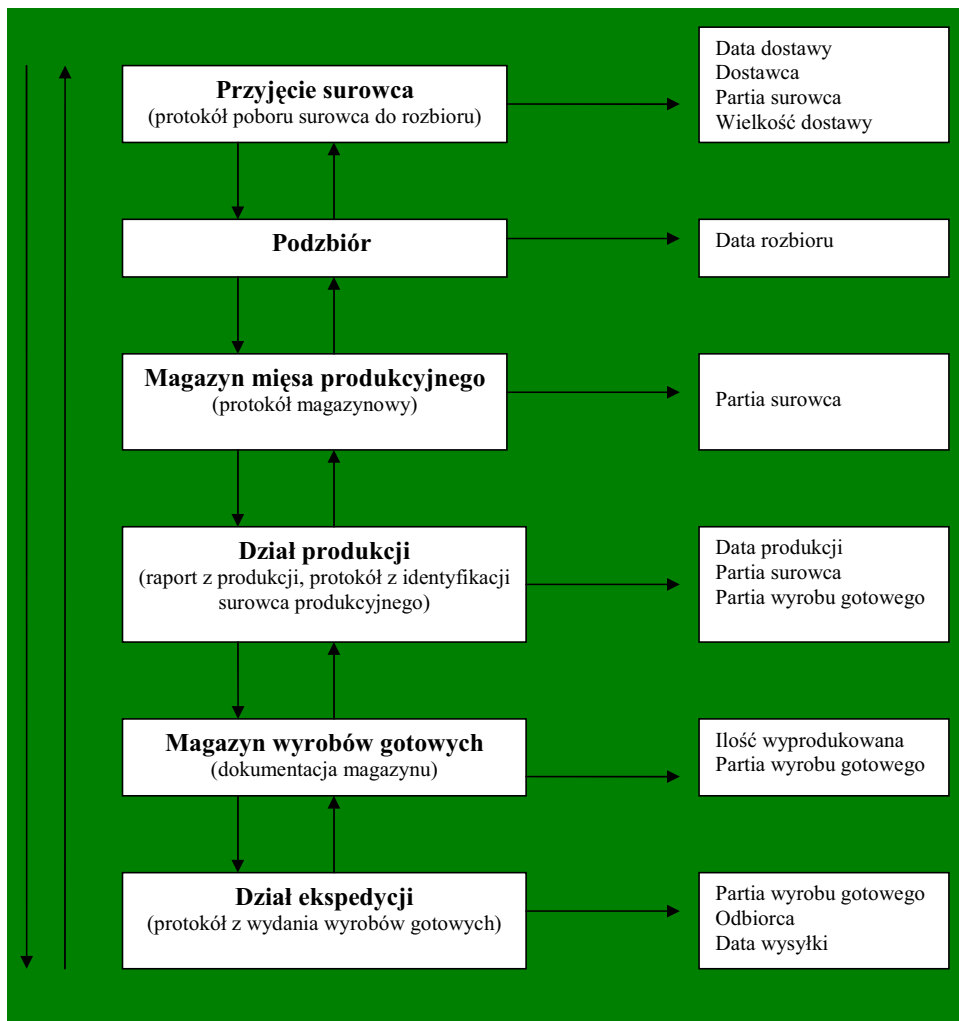 Przyjęcie surowca
(protokół poboru surowca do rozbioru)
Data dostawy
Dostawca
Partia surowca
Wielkość dostawy
Podzbiór
Data rozbioru
Magazyn mięsa produkcyjnego
(protokół magazynowy)
Partia surowca
Dział produkcji
(raport z produkcji, protokół z identyfikacji
surowca produkcyjnego)
Data produkcji
Partia surowca
Partia wyrobu gotowego
Magazyn wyrobów gotowych
(dokumentacja magazynu)
Ilość wyprodukowana
Partia wyrobu gotowego
Dział ekspedycji
(protokół z wydania wyrobów gotowych)
Partia wyrobu gotowego
Odbiorca
Data wysyłki